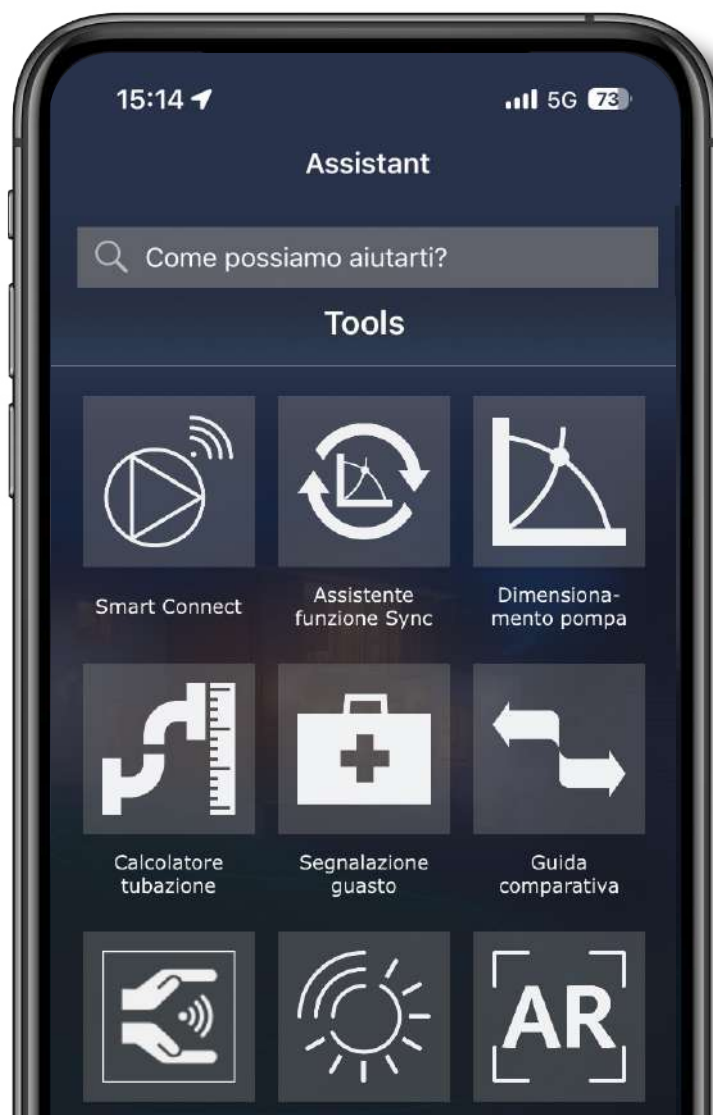 15:14
5G 73
Assistant
Come possiamo aiutarti?
Tools
Smart Connect
Assistente
funzione Sync
Dimensiona-
mento pompa
Calcolatore
tubazione
Segnalazione
guasto
Guida
comparativa
AR